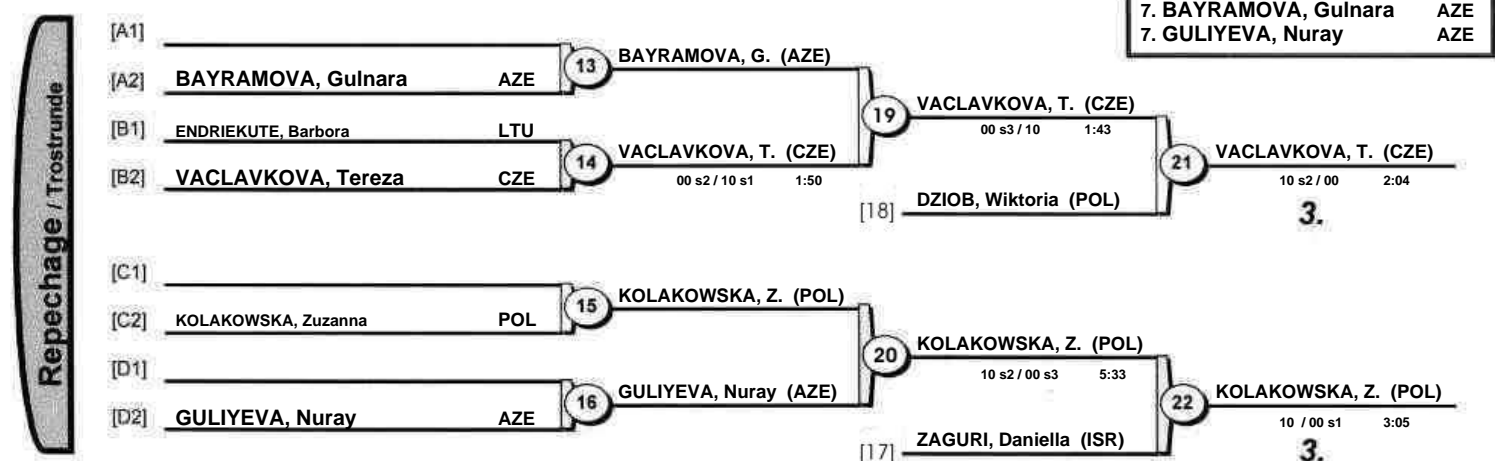 7. BAYRAMOVA, Gulnara AZE
7. GULIYEVA, Nuray AZE
Repechage / Trostrunde
[A1]
13 BAYRAMOVA, G. (AZE)
[A2] BAYRAMOVA, Gulnara AZE
19 VACLAVKOVA, T. (CZE)
00 s3 / 10 1:43
[B1] ENDRIEKUTE, Barbora LTU
14 VACLAVKOVA, T. (CZE)
00 s2 / 10 s1 1:50
[B2] VACLAVKOVA, Tereza CZE
21 VACLAVKOVA, T. (CZE)
10 s2 / 00 2:04
[18] DZIOB, Wiktoria (POL)
3.
[C1]
15 KOLAKOWSKA, Z. (POL)
[C2] KOLAKOWSKA, Zuzanna POL
20 KOLAKOWSKA, Z. (POL)
10 s2 / 00 s3 5:33
[D1]
16 GULIYEVA, Nuray (AZE)
[D2] GULIYEVA, Nuray AZE
22 KOLAKOWSKA, Z. (POL)
10 / 00 s1 3:05
[17] ZAGURI, Daniella (ISR)
3.